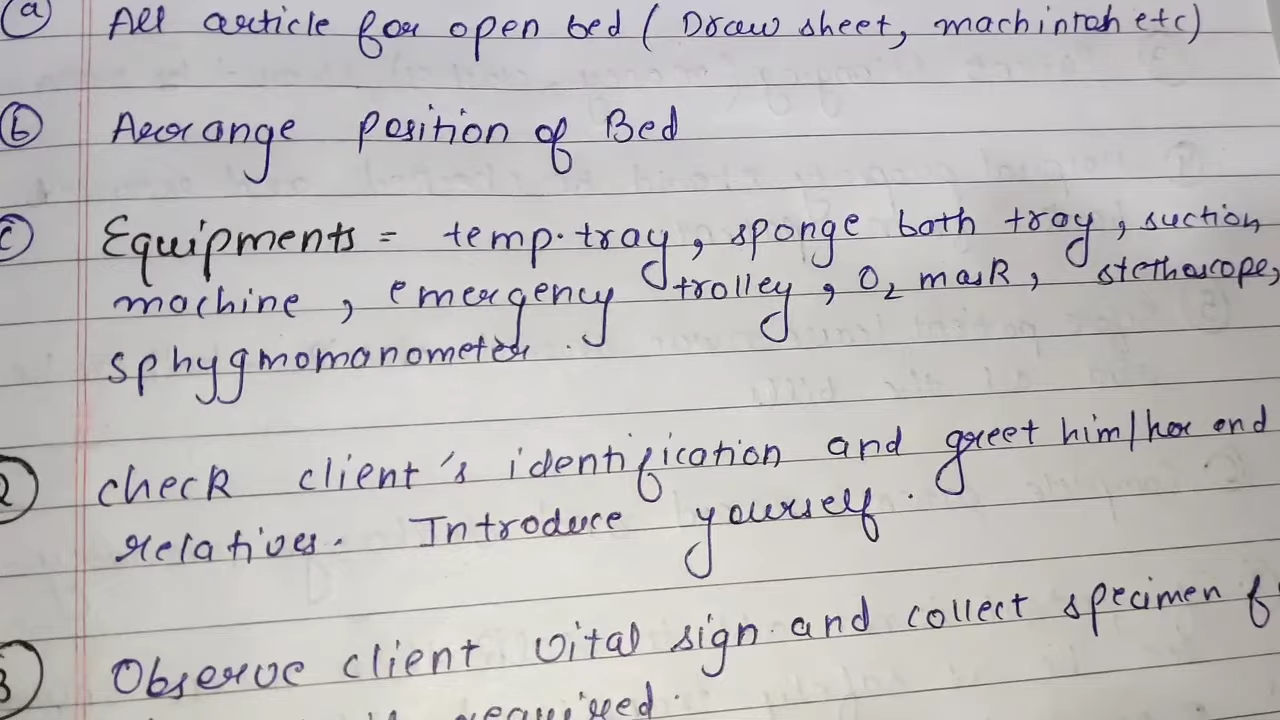 (a) All article for open bed ( Draw sheet, machintoh etc)
(b) Arrange Position of Bed
(c) Equipments = temp. tray, sponge bath tray, suction
machine, emergency trolley, O2 mask, stethoscope,
sphygmomanometer.
2) check client's identification and greet him/her and
relatives. Introduce yourself.
3) Observe client vital sign and collect specimen
required.